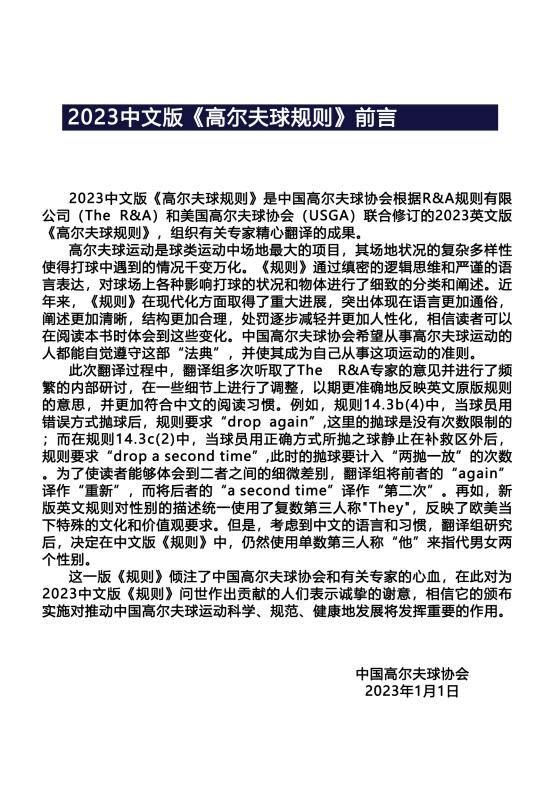 2023中文版《高尔夫球规则》前言
2023中文版《高尔夫球规则》是中国高尔夫球协会根据R&A规则有限
公司（The R&A）和美国高尔夫球协会（USGA）联合修订的2023英文版
《高尔夫球规则》，组织有关专家精心翻译的成果。
高尔夫球运动是球类运动中场地最大的项目，其场地状况的复杂多样性
使得打球中遇到的情况千变万化。《规则》通过缜密的逻辑思维和严谨的语
言表达，对球场上各种影响打球的状况和物体进行了细致的分类和阐述。近
年来，《规则》在现代化方面取得了重大进展，突出体现在语言更加通俗，
阐述更加清晰，结构更加合理，处罚逐步减轻并更加人性化，相信读者可以
在阅读本书时体会到这些变化。中国高尔夫球协会希望从事高尔夫球运动的
人都能自觉遵守这部“法典”，并使其成为自己从事这项运动的准则。
此次翻译过程中，翻译组多次听取了The R&A专家的意见并进行了频
繁的内部研讨，在一些细节上进行了调整，以期更准确地反映英文原版规则
的意思，并更加符合中文的阅读习惯。例如，规则14.3b(4)中，当球员用
错误方式抛球后，规则要求“drop again”,这里的抛球是没有次数限制的
；而在规则14.3c(2)中，当球员用正确方式所抛之球静止在补救区外后，
规则要求“drop a second time”,此时的抛球要计入“两抛一放”的次数
。为了使读者能够体会到二者之间的细微差别，翻译组将前者的“again”
译作“重新”，而将后者的“a second time”译作“第二次”。再如，新
版英文规则对性别的描述统一使用了复数第三人称"They"，反映了欧美当
下特殊的文化和价值观要求。但是，考虑到中文的语言和习惯，翻译组研究
后，决定在中文版《规则》中，仍然使用单数第三人称“他”来指代男女两
个性别。
这一版《规则》倾注了中国高尔夫球协会和有关专家的心血，在此对为
2023中文版《规则》问世作出贡献的人们表示诚挚的谢意，相信它的颁布
实施对推动中国高尔夫球运动科学、规范、健康地发展将发挥重要的作用。
中国高尔夫球协会
2023年1月1日